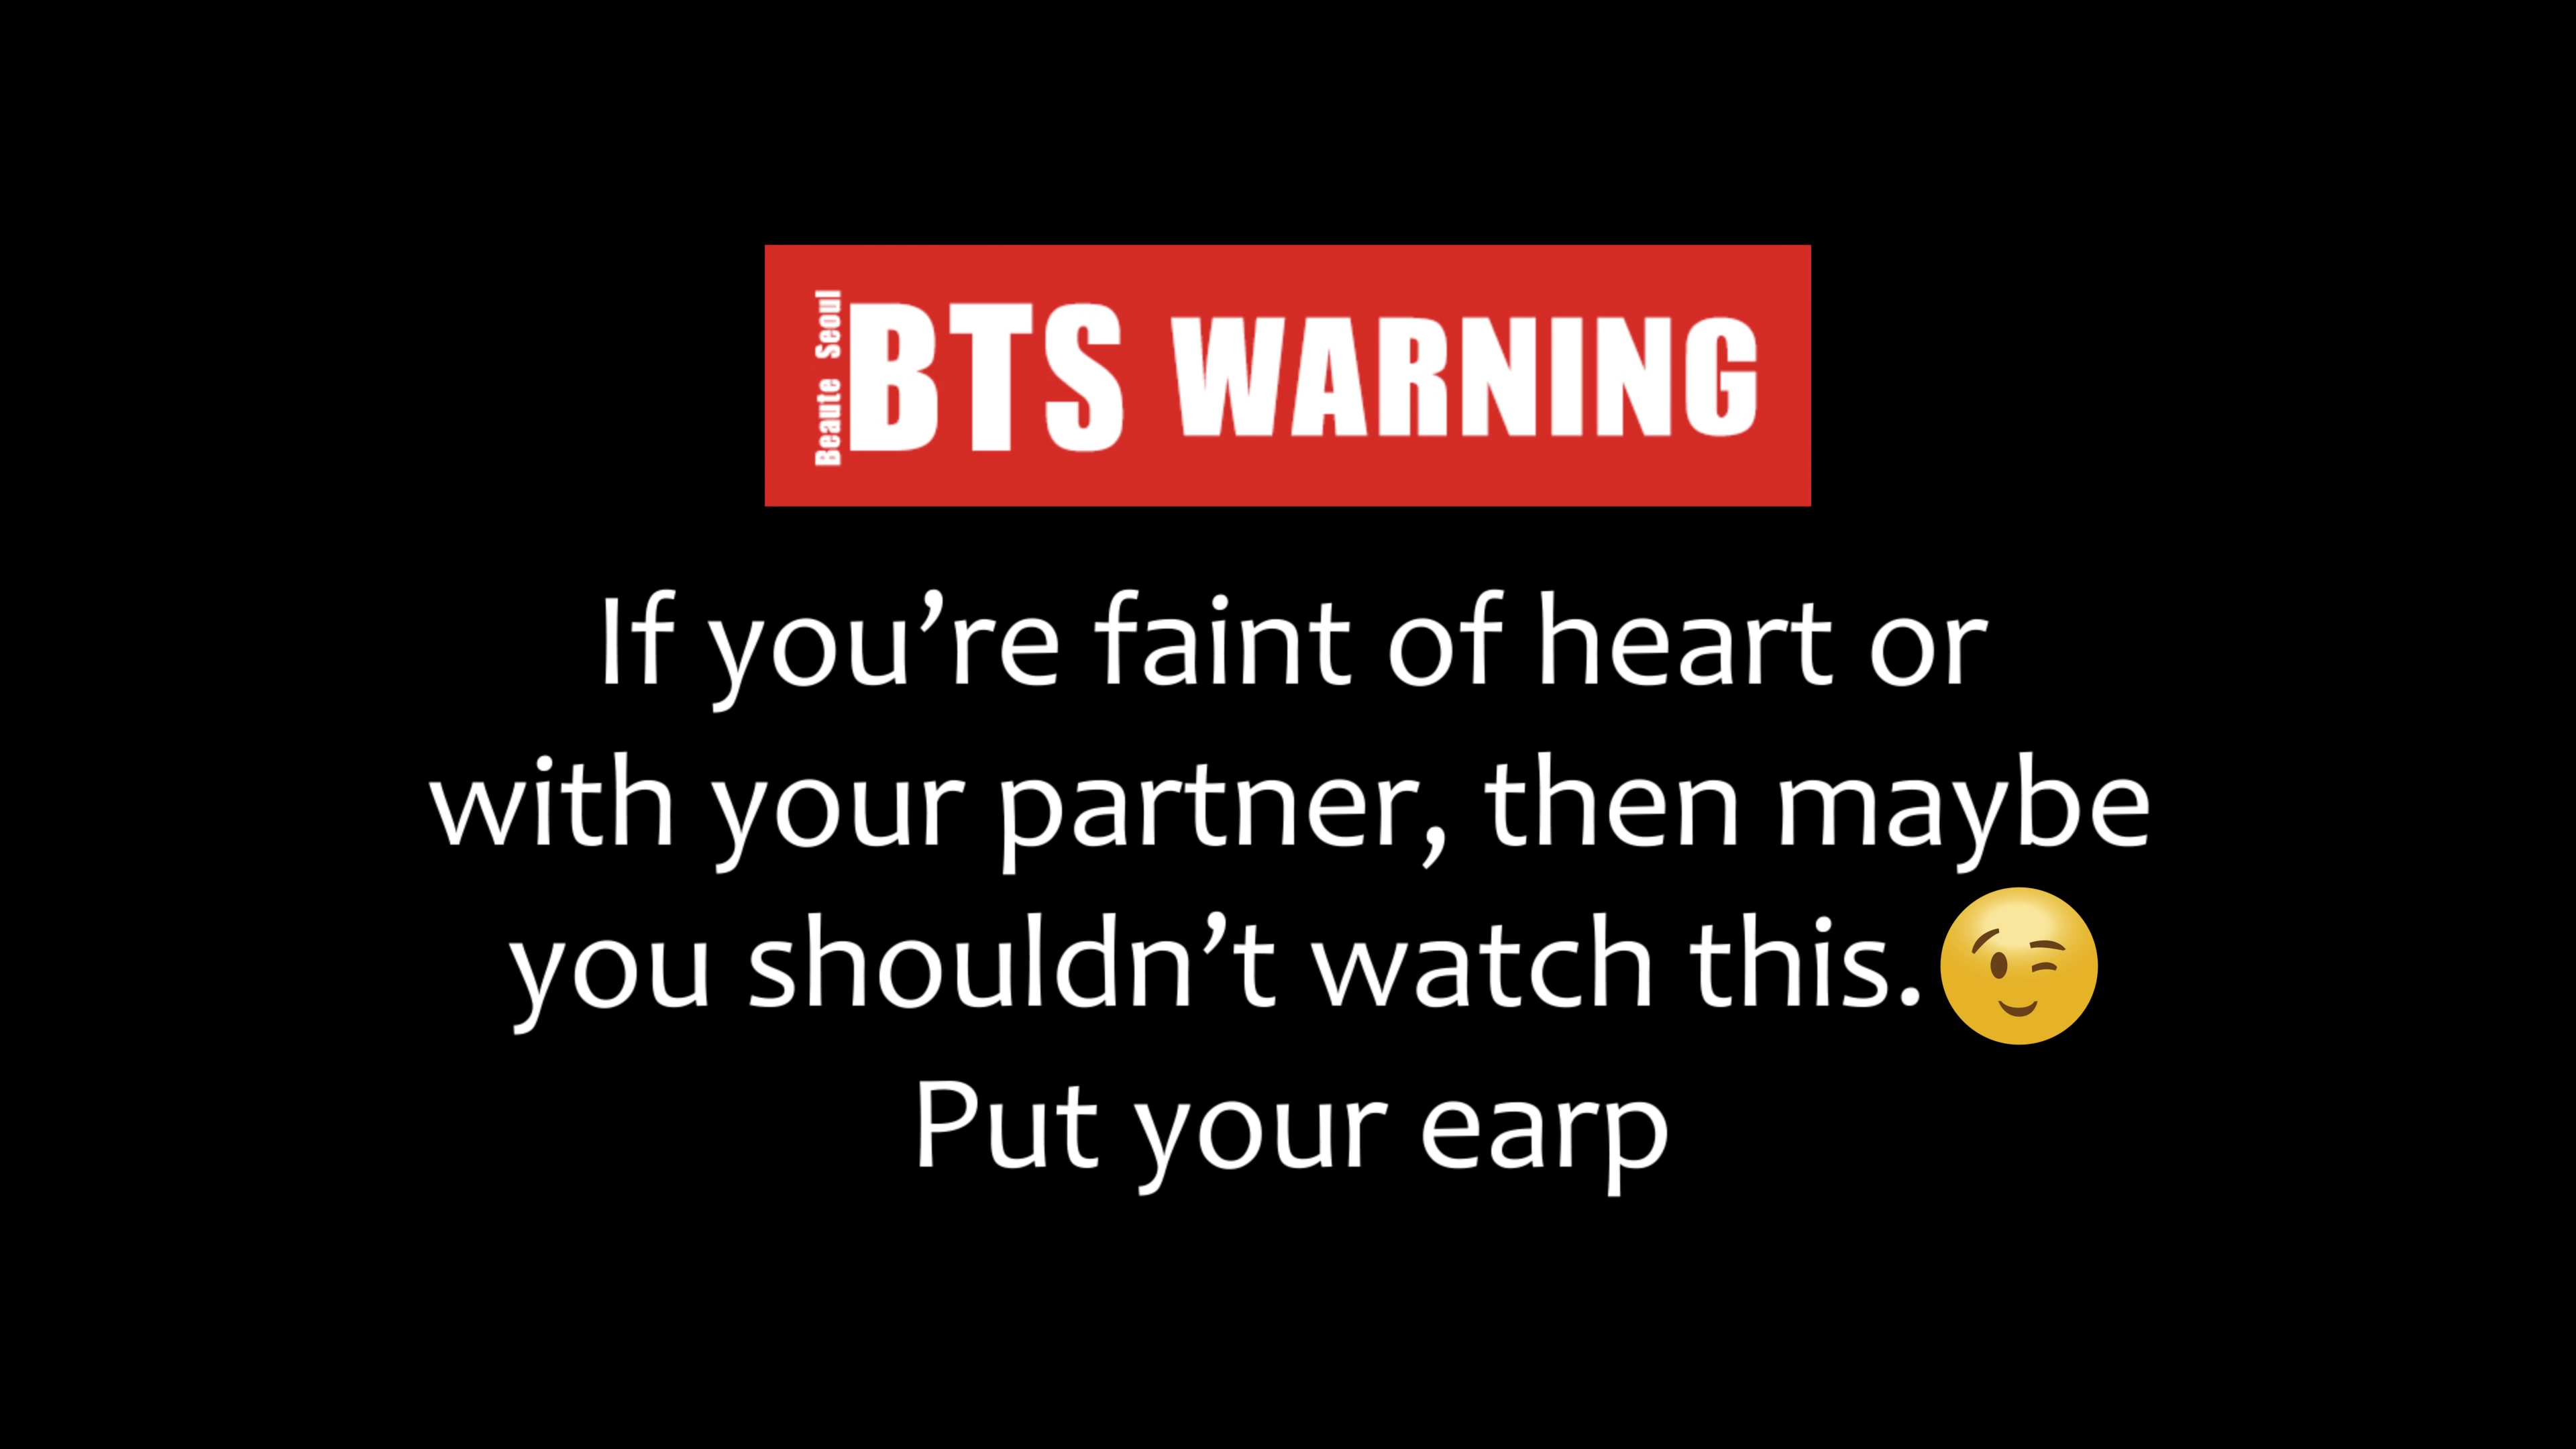 Beaute Seoul
BTS WARNING
If you’re faint of heart or
with your partner, then maybe
you shouldn’t watch this.😉
Put your earp